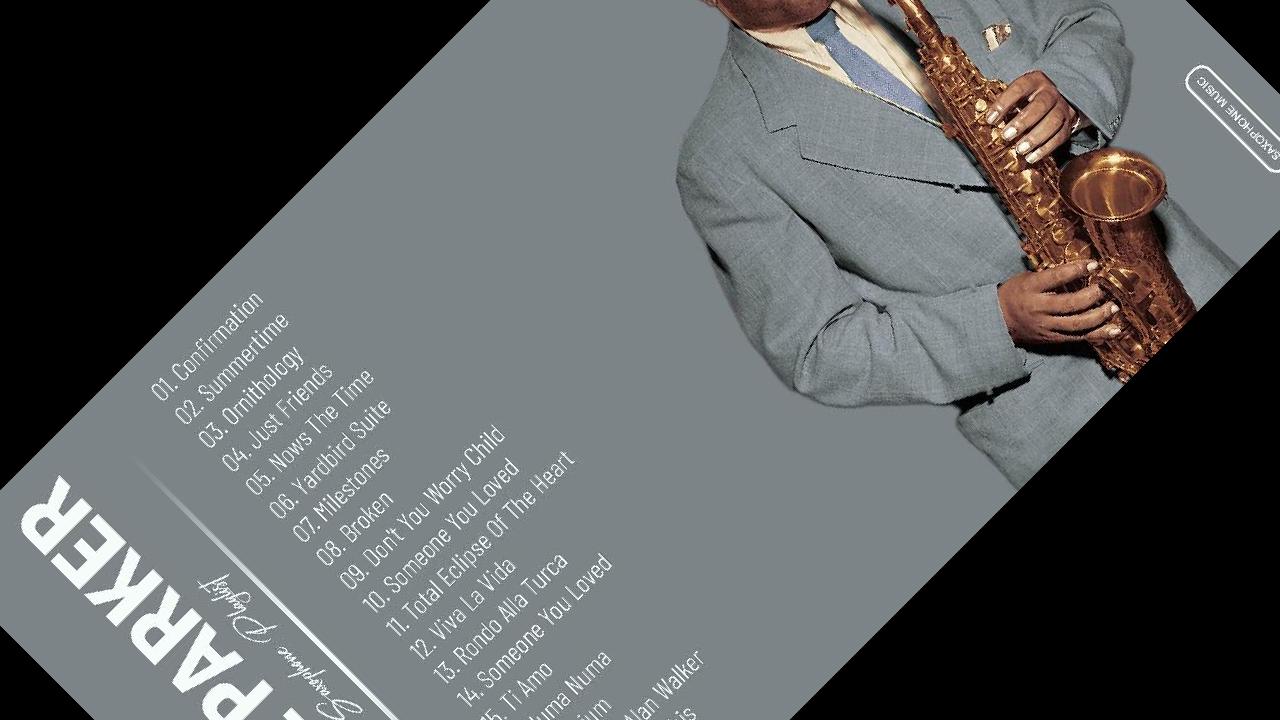 PARKER
Saxophone Playlist
01. Confirmation
02. Summertime
03. Ornithology
04. Just Friends
05. Nows The Time
06. Yardbird Suite
07. Milestones
08. Broken
09. Don't You Worry Child
10. Someone You Loved
11. Total Eclipse Of The Heart
12. Viva La Vida
13. Rondo Alla Turca
14. Someone You Loved
15. Ti Amo
Numa
Alan Walker
SAXOPHONE MUSIC